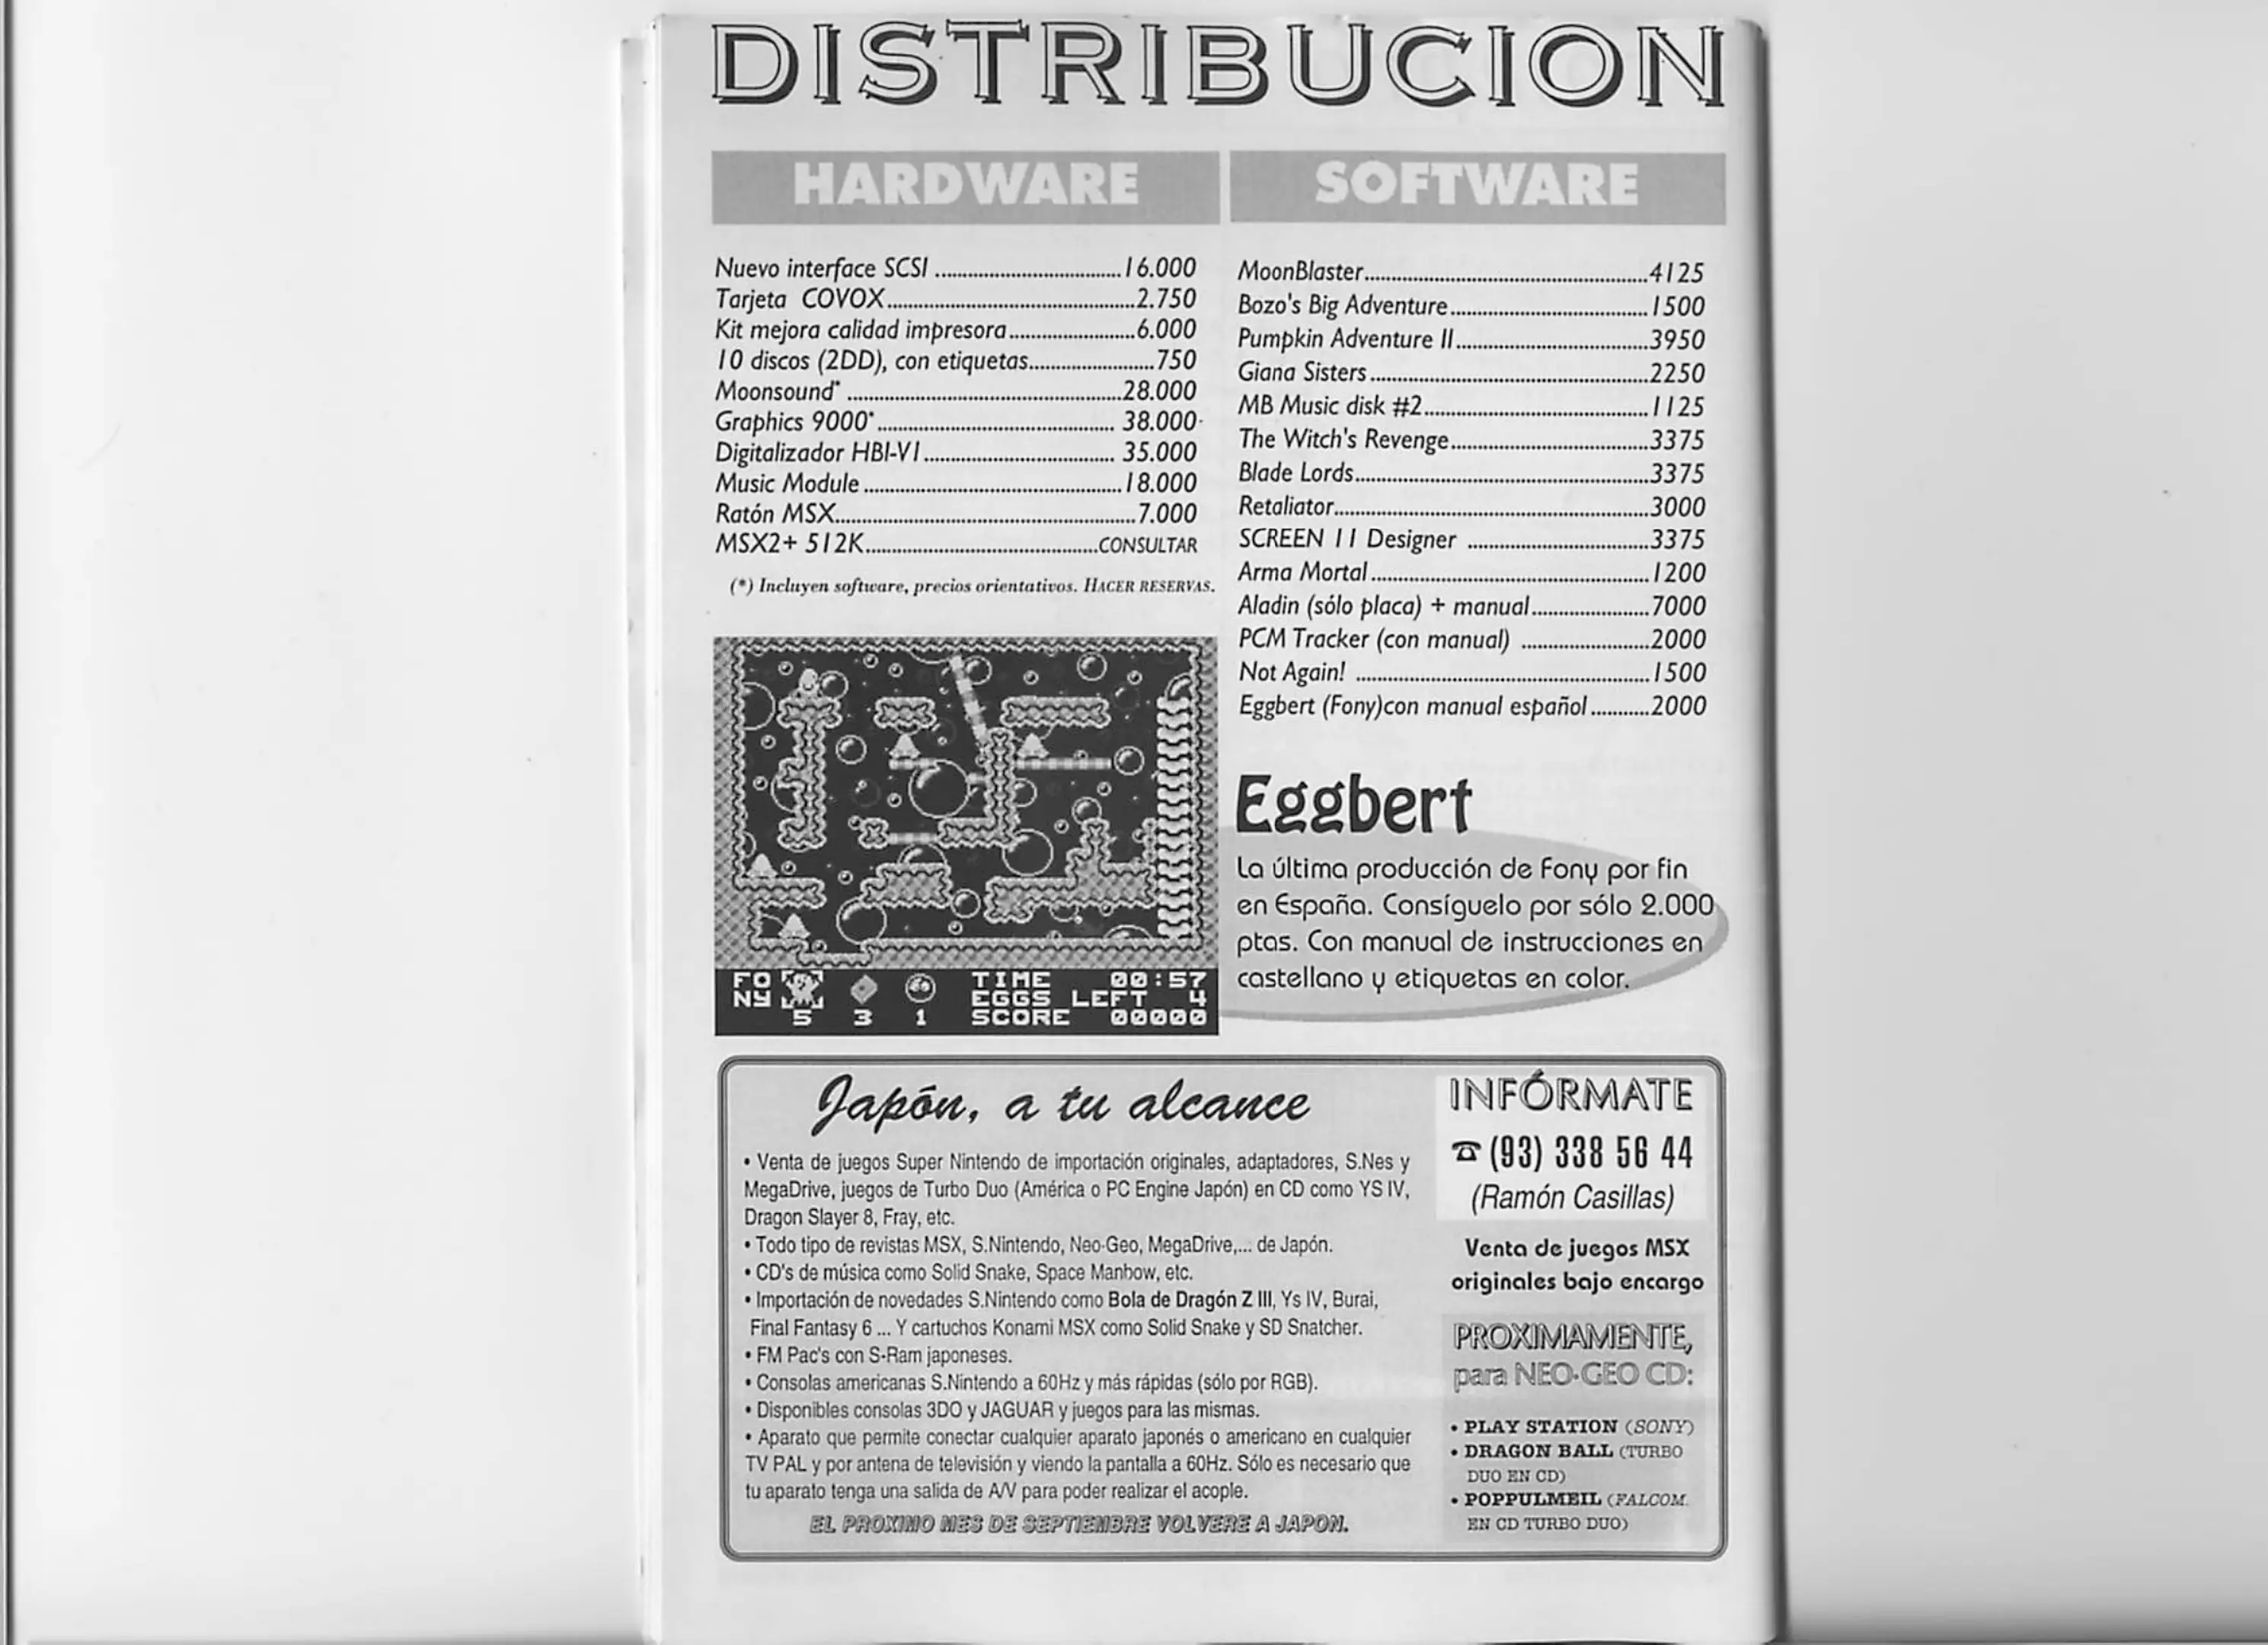 DISTRIBUCION
HARDWARE
Nuevo interface SCSI ..................................16.000
Tarjeta COVOX.............................................2.750
Kit mejora calidad impresora.......................6.000
10 discos (2DD), con etiquetas.......................750
Moonsound* ..................................................28.000
Graphics 9000*........................................... 38.000
Digitalizador HBI-V1................................... 35.000
Music Module ...............................................18.000
Ratón MSX.......................................................7.000
MSX2+ 512K..........................................CONSULTAR
(*) Incluyen software, precios orientativos. HACER RESERVAS.
SOFTWARE
MoonBlaster....................................................4125
Bozo's Big Adventure....................................1500
Pumpkin Adventure II...................................3950
Giana Sisters...................................................2250
MB Music disk #2.........................................1125
The Witch's Revenge....................................3375
Blade Lords......................................................3375
Retaliator.........................................................3000
SCREEN 11 Designer .................................3375
Arma Mortal...................................................1200
Aladin (sólo placa) + manual.....................7000
PCM Tracker (con manual) .......................2000
Not Again! .....................................................1500
Eggbert (Fony)con manual español...........2000
FO
NY
5 3 1
TIME 00:57
EGGS LEFT 4
SCORE 00000
Eggbert
La última producción de Fony por fin
en España. Consíguelo por sólo 2.000
ptas. Con manual de instrucciones en
castellano y etiquetas en color.
Japón, a tu alcance
• Venta de juegos Super Nintendo de importación originales, adaptadores, S.Nes y
MegaDrive, juegos de Turbo Duo (América o PC Engine Japón) en CD como YS IV,
Dragon Slayer 8, Fray, etc.
• Todo tipo de revistas MSX, S.Nintendo, Neo-Geo, MegaDrive,... de Japón.
• CD's de música como Solid Snake, Space Manbow, etc.
• Importación de novedades S.Nintendo como Bola de Dragón Z III, Ys IV, Burai,
Final Fantasy 6 ... Y cartuchos Konami MSX como Solid Snake y SD Snatcher.
• FM Pac's con S-Ram japoneses.
• Consolas americanas S.Nintendo a 60Hz y más rápidas (sólo por RGB).
• Disponibles consolas 3DO y JAGUAR y juegos para las mismas.
• Aparato que permite conectar cualquier aparato japonés o americano en cualquier
TV PAL y por antena de televisión y viendo la pantalla a 60Hz. Sólo es necesario que
tu aparato tenga una salida de A/V para poder realizar el acople.
EL PROXIMO MES DE SEPTIEMBRE VOLVERE A JAPON.
INFÓRMATE
☎ (93) 338 56 44
(Ramón Casillas)
Venta de juegos MSX
originales bajo encargo
PROXIMAMENTE,
para NEO·GEO CD:
• PLAY STATION (SONY)
• DRAGON BALL (TURBO
DUO EN CD)
• POPPULMEIL (FALCOM.
EN CD TURBO DUO)